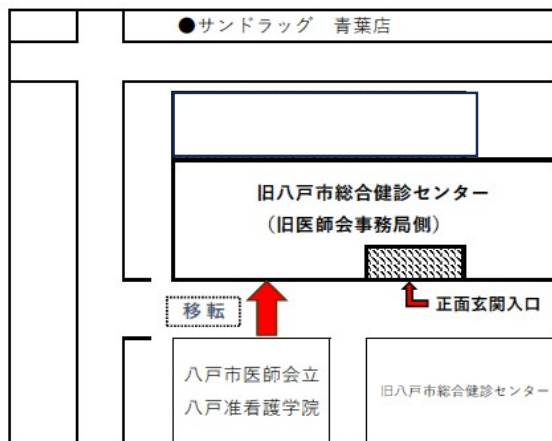 ●サンドラッグ　青葉店
旧八戸市総合健診センター
（旧医師会事務局側）
正面玄関入口
移転
八戸市医師会立
八戸准看護学院
旧八戸市総合健診センター